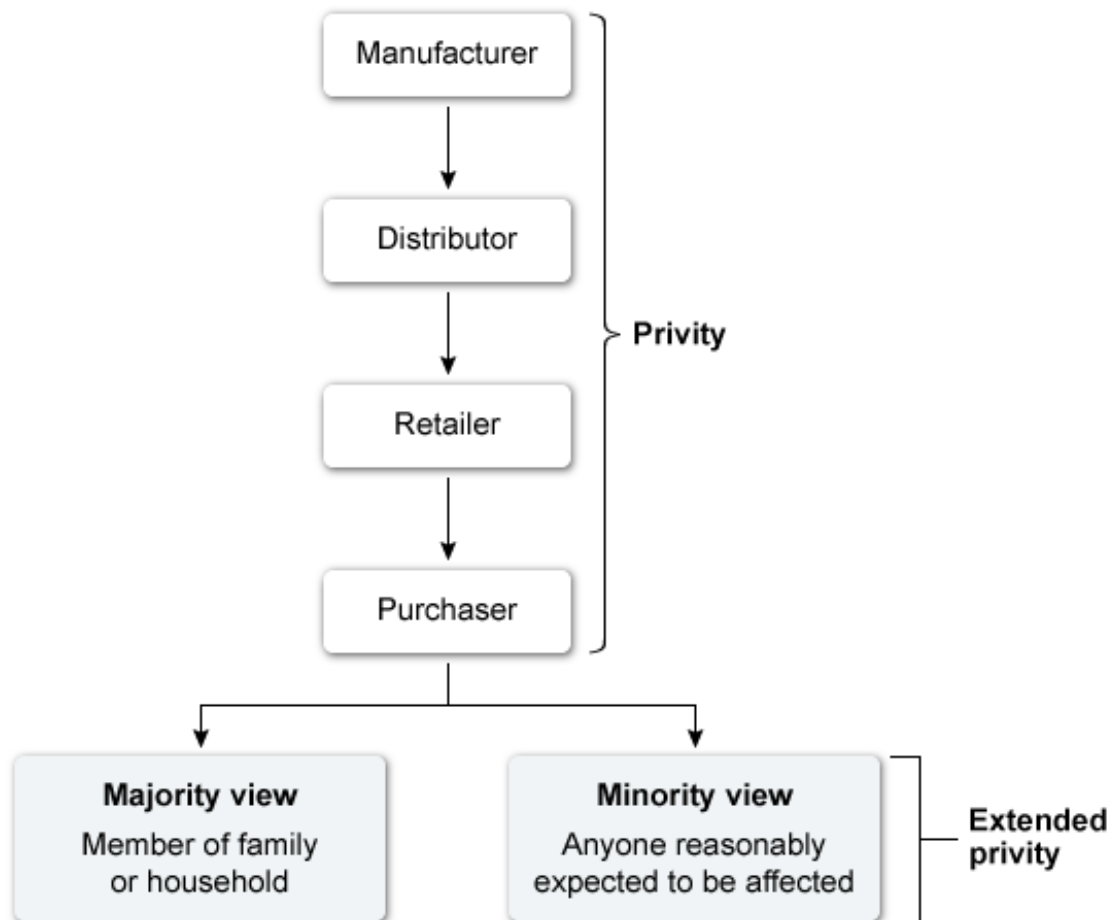 Manufacturer
Distributor
Privity
Retailer
Purchaser
Majority view
Member of family
or household
Minority view
Anyone reasonably
expected to be affected
Extended
privity